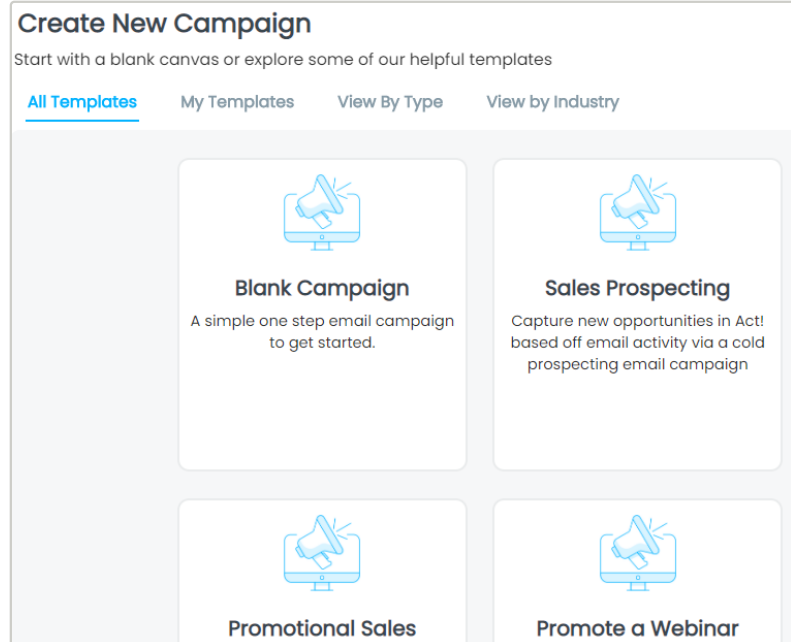 Create New Campaign
Start with a blank canvas or explore some of our helpful templates
All Templates
My Templates
View By Type
View by Industry
Blank Campaign
A simple one step email campaign
to get started.
Sales Prospecting
Capture new opportunities in Act!
based off email activity via a cold
prospecting email campaign
Promotional Sales
Promote a Webinar